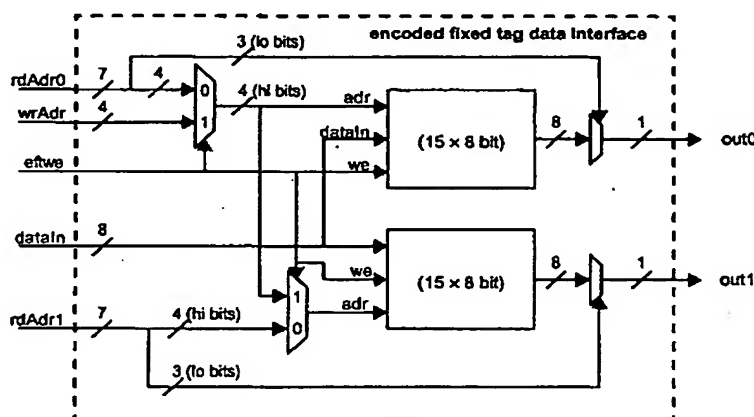 encoded fixed tag data interface
3 (lo bits)
rdAdr0
7
4
0
4 (hi bits)
adr
wrAdr
4
1
dataIn
(15 × 8 bit)
8
1
out0
eftwe
we
dataIn
8
we
(15 × 8 bit)
8
1
out1
1
adr
rdAdr1
7
4 (hi bits)
0
3 (lo bits)